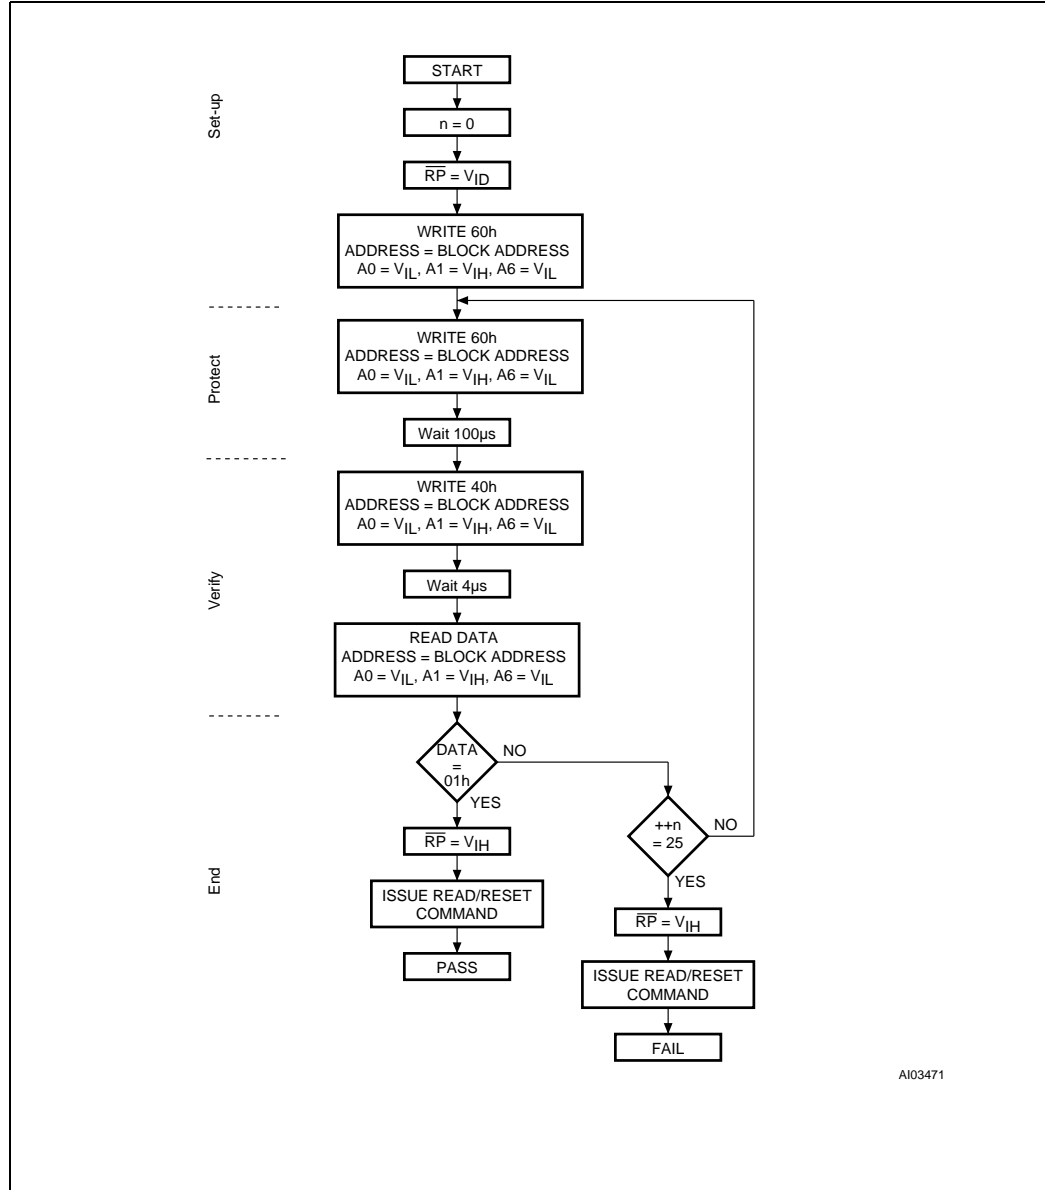 START
Set-up
n = 0
R̅P̅ = VID
WRITE 60h
ADDRESS = BLOCK ADDRESS
A0 = VIL, A1 = VIH, A6 = VIL
Protect
WRITE 60h
ADDRESS = BLOCK ADDRESS
A0 = VIL, A1 = VIH, A6 = VIL
Wait 100µs
Verify
WRITE 40h
ADDRESS = BLOCK ADDRESS
A0 = VIL, A1 = VIH, A6 = VIL
Wait 4µs
READ DATA
ADDRESS = BLOCK ADDRESS
A0 = VIL, A1 = VIH, A6 = VIL
End
DATA
=
01h
NO
YES
++n
= 25
NO
YES
R̅P̅ = VIH
ISSUE READ/RESET
COMMAND
PASS
R̅P̅ = VIH
ISSUE READ/RESET
COMMAND
FAIL
AI03471